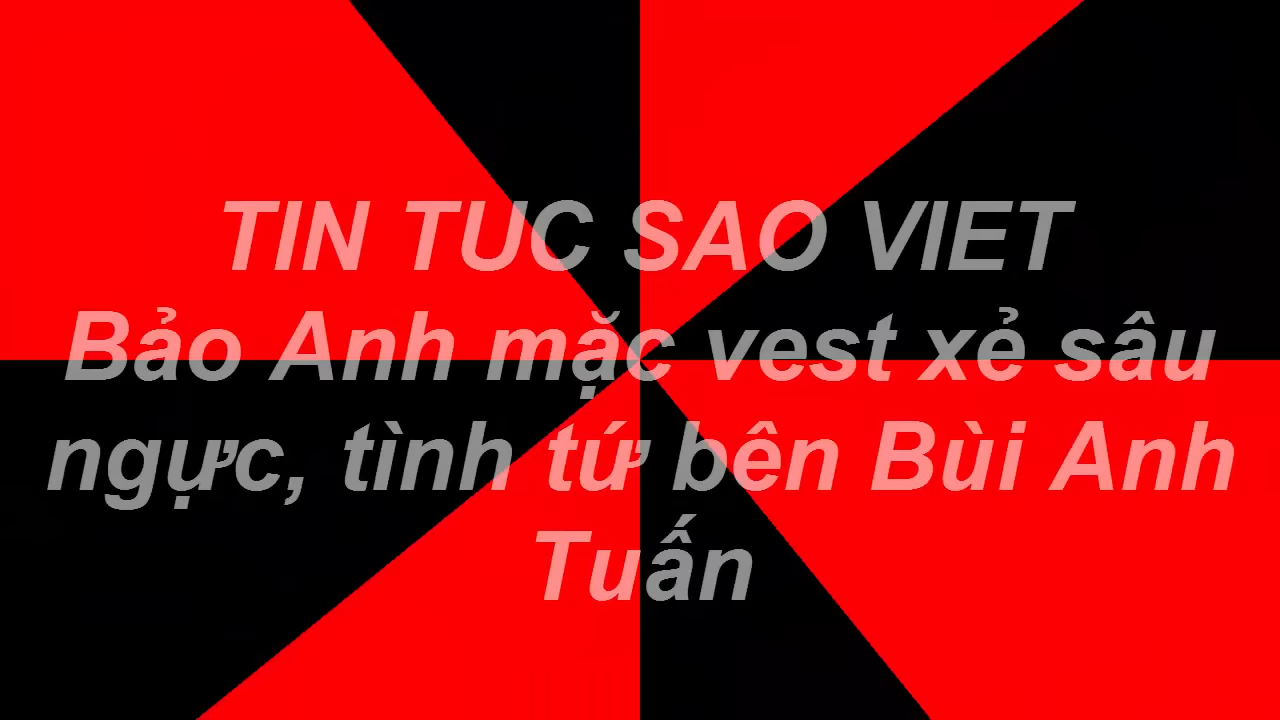 TIN TUC SAO VIET
Bảo Anh mặc vest xẻ sâu
ngực, tình tứ bên Bùi Anh
Tuấn